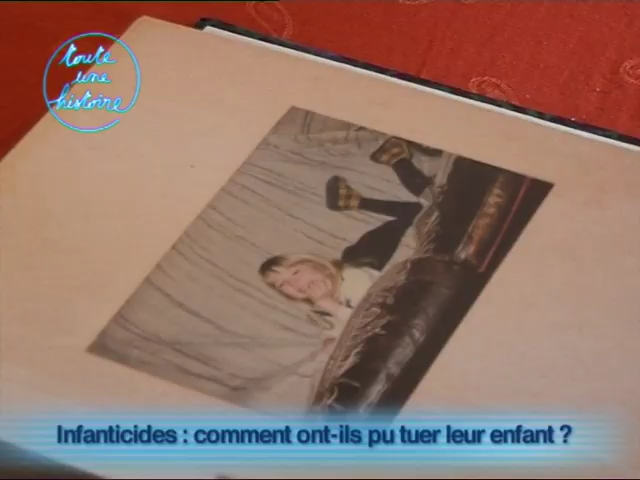 toute
une
histoire
Infanticides : comment ont-ils pu tuer leur enfant ?